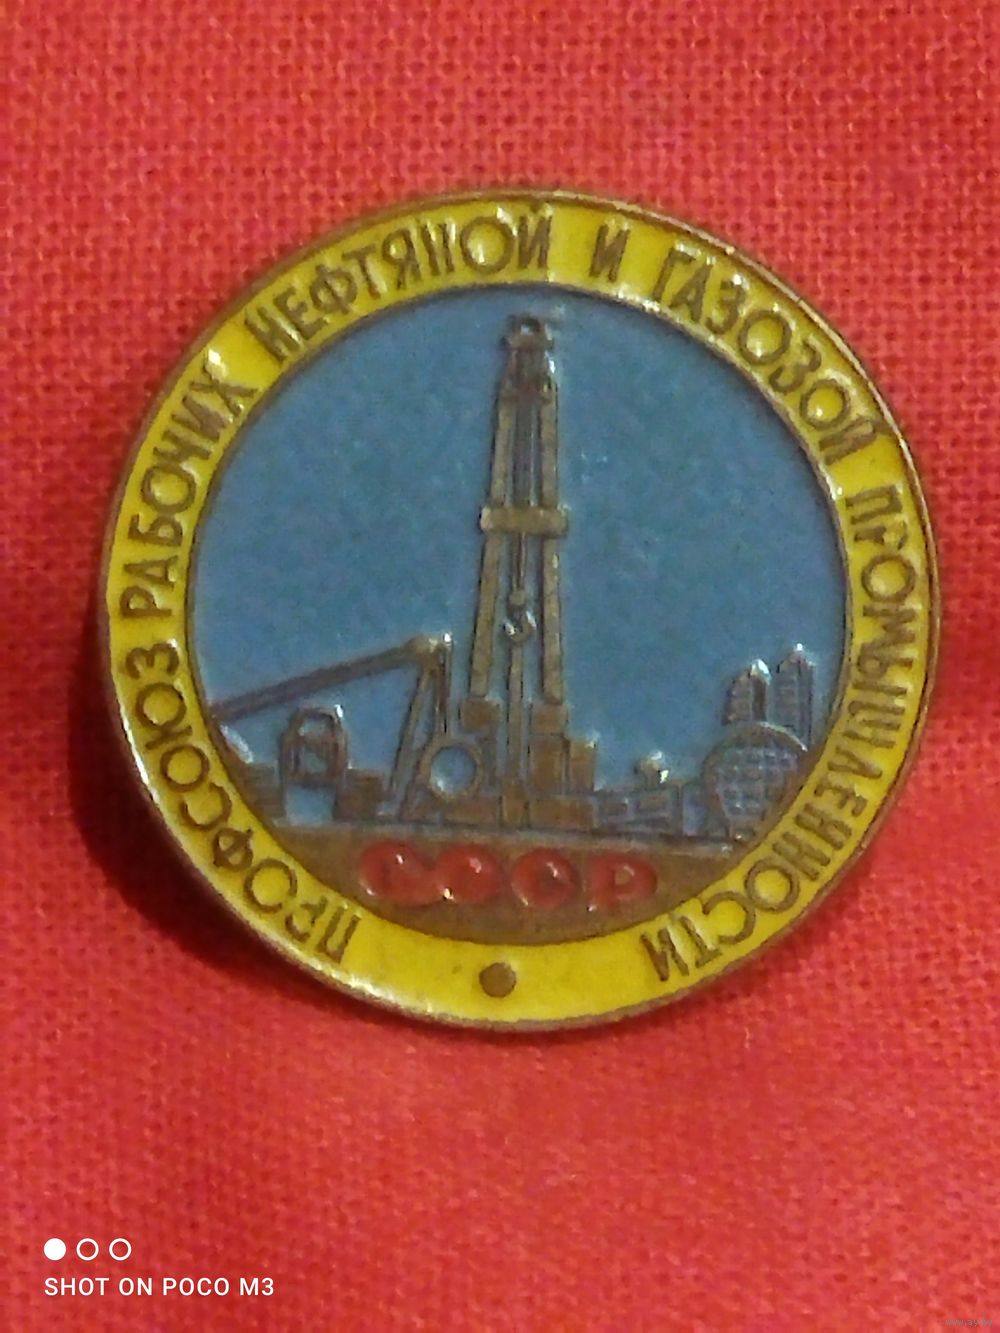 ПРОФСОЮЗ РАБОЧИХ НЕФТЯНОЙ И ГАЗОВОЙ ПРОМЫШЛЕННОСТИ
СССР
SHOT ON POCO M3